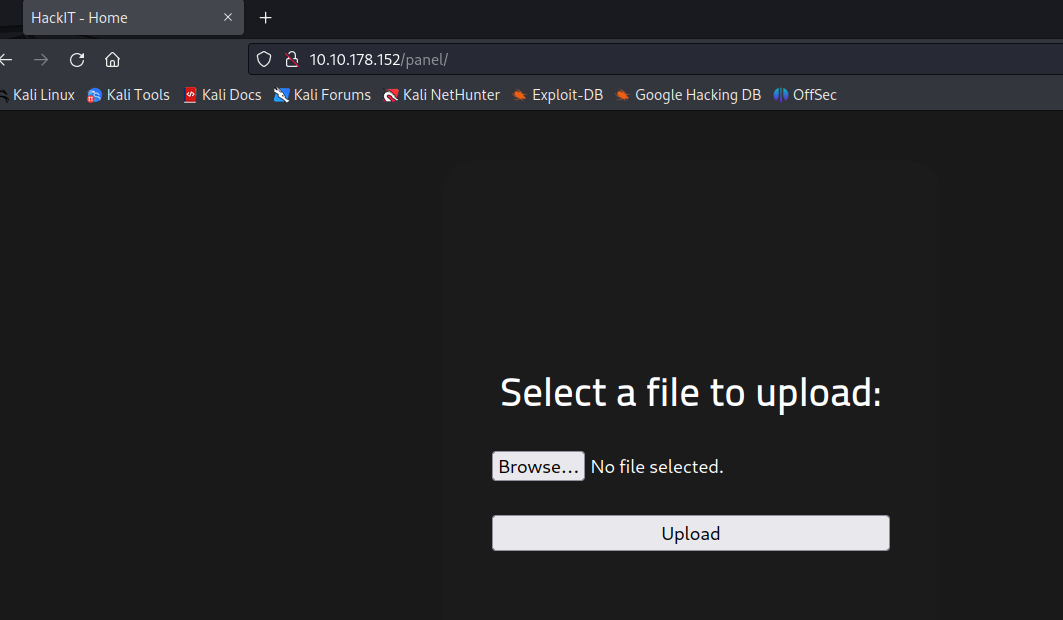 HackIT - Home
10.10.178.152/panel/
Kali Linux Kali Tools Kali Docs Kali Forums Kali NetHunter Exploit-DB Google Hacking DB OffSec
Select a file to upload:
Browse... No file selected.
Upload